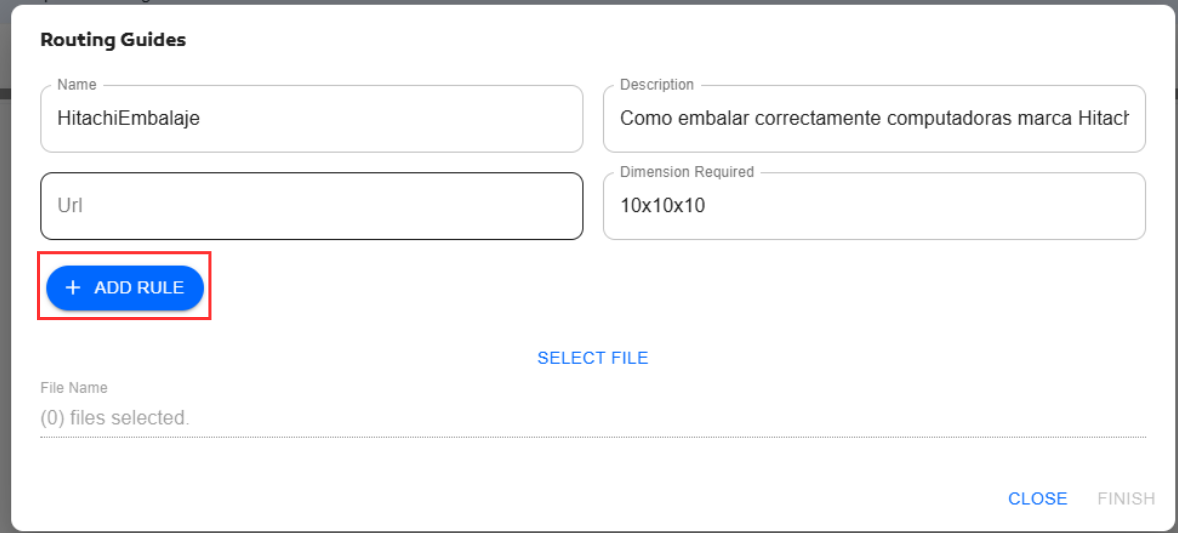 Routing Guides
Name
HitachiEmbalaje
Description
Como embalar correctamente computadoras marca Hitach
Url
Dimension Required
10x10x10
+ ADD RULE
SELECT FILE
File Name
(0) files selected.
CLOSE
FINISH